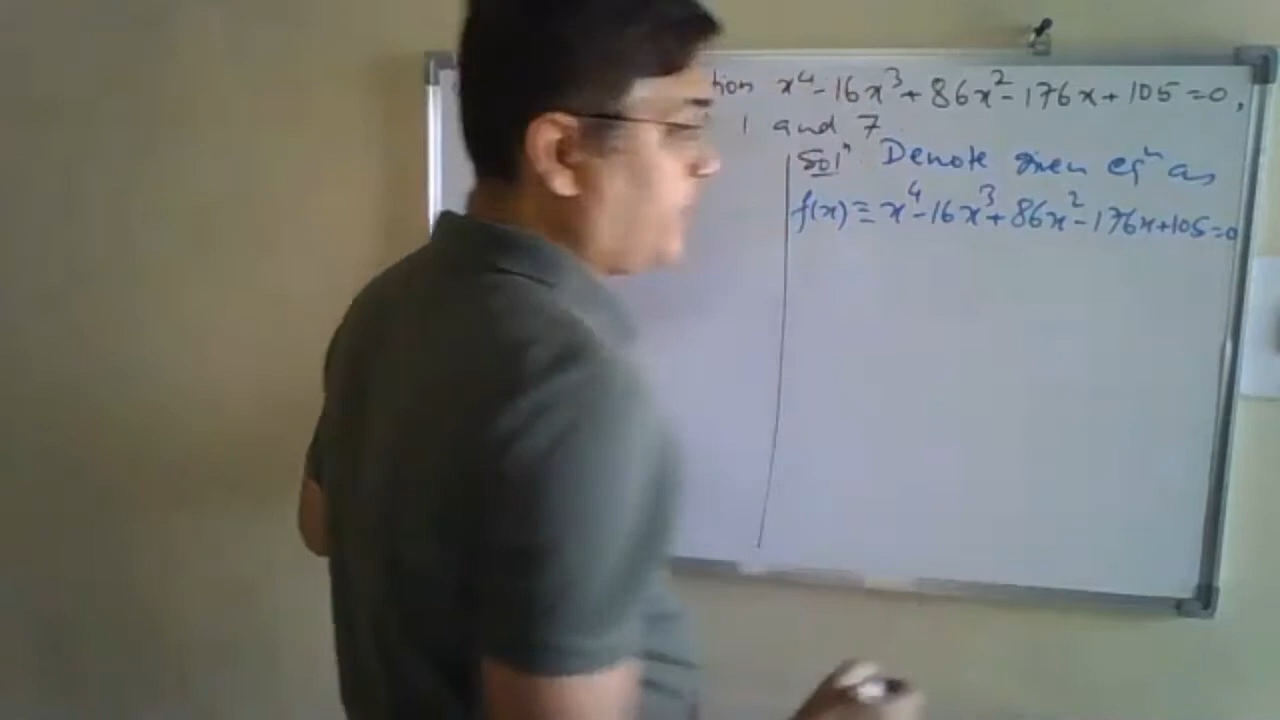 tion x⁴-16x³+86x²-176x+105=0,
1 and 7
Solⁿ Denote given eqⁿ as
f(x)≡x⁴-16x³+86x²-176x+105=0